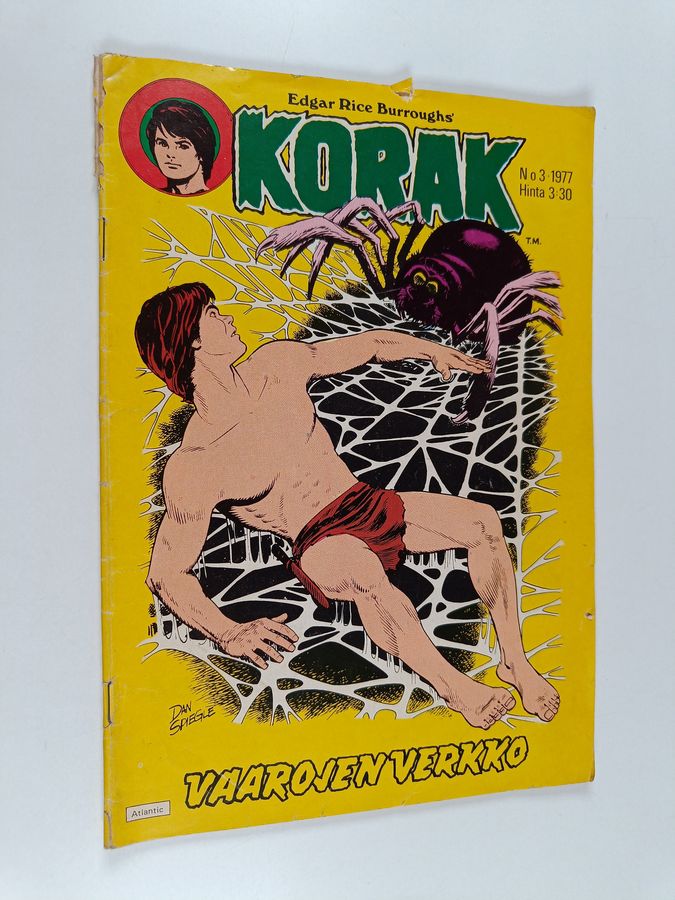 Edgar Rice Burroughs'
KORAK
No 3·1977
Hinta 3:30
T.M.
DAN
SPIEGLE
VAAROJEN VERKKO
Atlantic